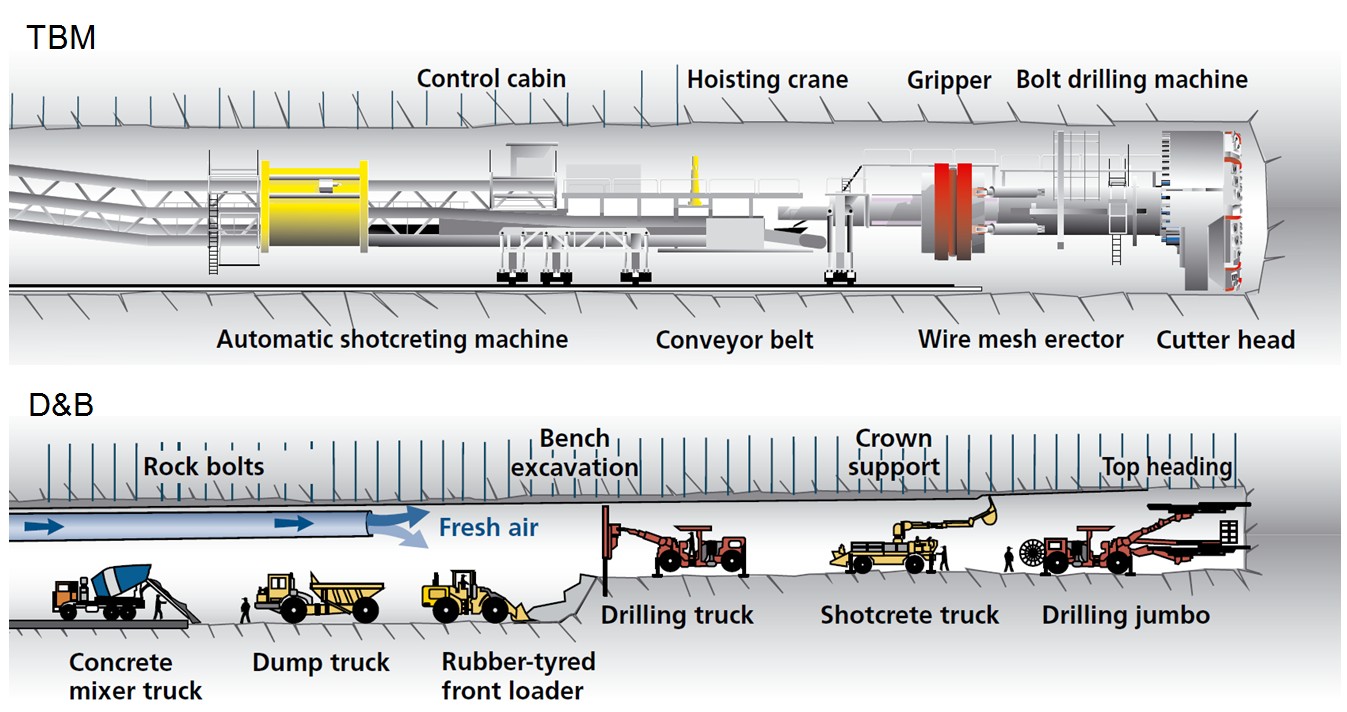 TBM
Control cabin
Hoisting crane
Gripper
Bolt drilling machine
Automatic shotcreting machine
Conveyor belt
Wire mesh erector
Cutter head
D&B
Rock bolts
Bench
excavation
Crown
support
Top heading
Fresh air
Drilling truck
Shotcrete truck
Drilling jumbo
Concrete
mixer truck
Dump truck
Rubber-tyred
front loader